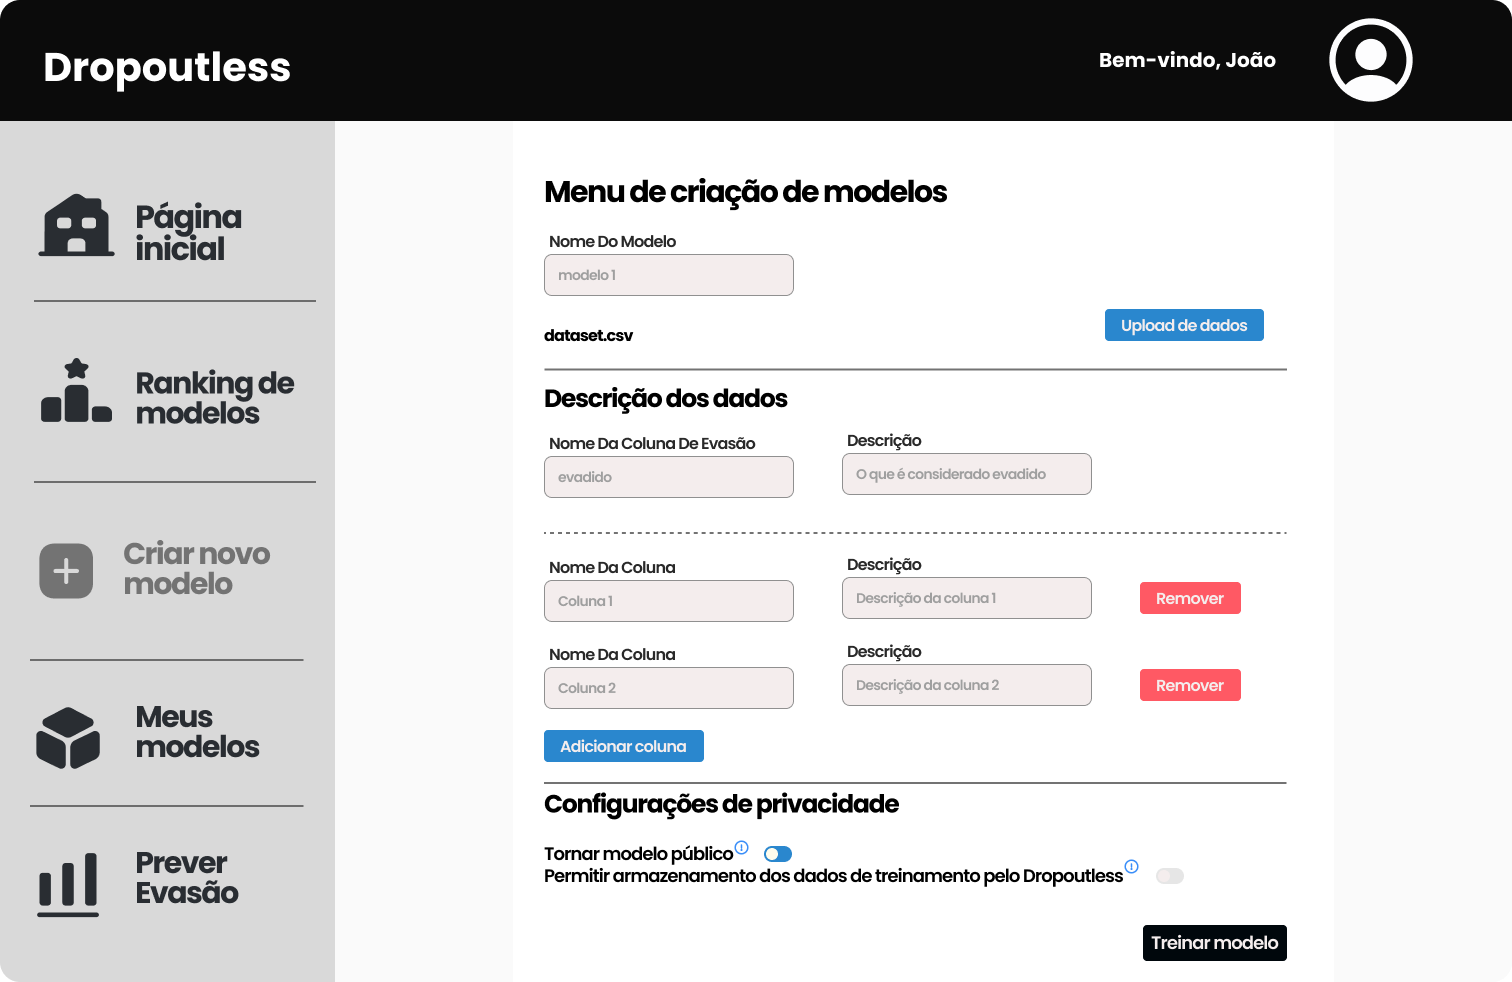 Dropoutless
Bem-vindo, João
Página
inicial
Ranking de
modelos
Criar novo
modelo
Meus
modelos
Prever
Evasão
Menu de criação de modelos
Nome Do Modelo
modelo 1
dataset.csv
Upload de dados
Descrição dos dados
Nome Da Coluna De Evasão
Descrição
evadido
O que é considerado evadido
Nome Da Coluna
Descrição
Coluna 1
Descrição da coluna 1
Remover
Nome Da Coluna
Descrição
Coluna 2
Descrição da coluna 2
Remover
Adicionar coluna
Configurações de privacidade
Tornar modelo público
Permitir armazenamento dos dados de treinamento pelo Dropoutless
Treinar modelo